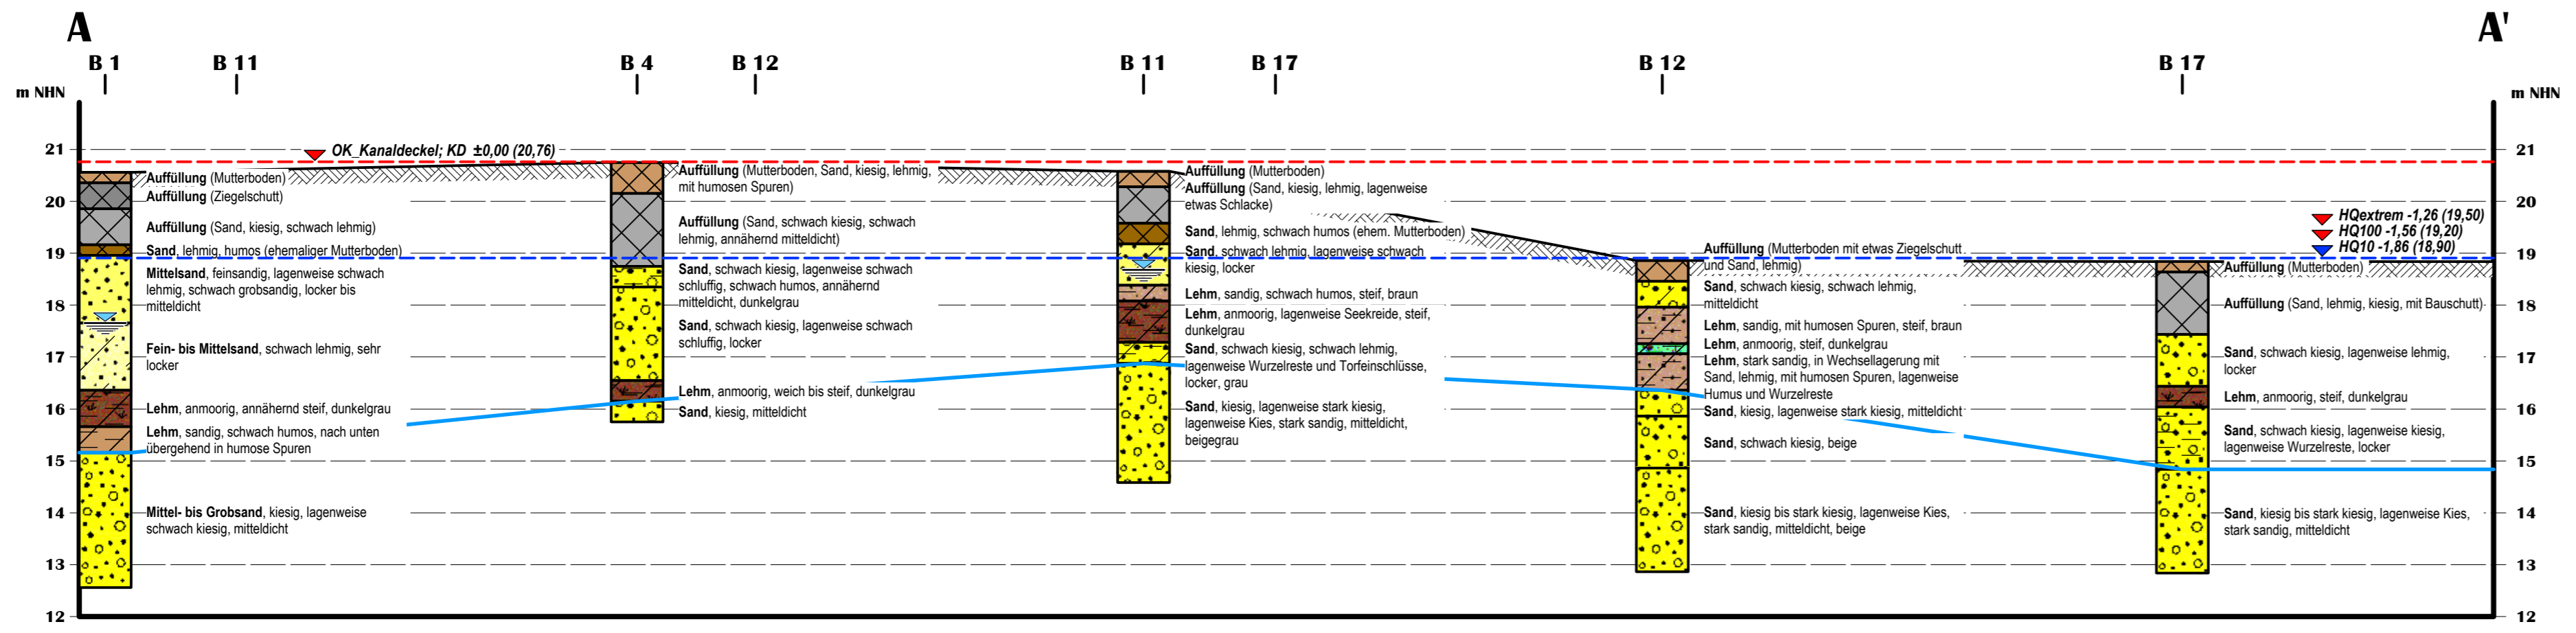 A
A'
B 1
B 11
B 4
B 12
B 11
B 17
B 12
B 17
m NHN
m NHN
21
20
19
18
17
16
15
14
13
12
OK_Kanaldeckel; KD ±0,00 (20,76)
Auffüllung (Mutterboden)
Auffüllung (Ziegelschutt)
Auffüllung (Sand, kiesig, schwach lehmig)
Sand, lehmig, humos (ehemaliger Mutterboden)
Mittelsand, feinsandig, lagenweise schwach
lehmig, schwach grobsandig, locker bis
mitteldicht
Fein- bis Mittelsand, schwach lehmig, sehr
locker
Lehm, anmoorig, annähernd steif, dunkelgrau
Lehm, sandig, schwach humos, nach unten
übergehend in humose Spuren
Mittel- bis Grobsand, kiesig, lagenweise
schwach kiesig, mitteldicht
Auffüllung (Mutterboden, Sand, kiesig, lehmig,
mit humosen Spuren)
Auffüllung (Sand, schwach kiesig, schwach
lehmig, annähernd mitteldicht)
Sand, schwach kiesig, lagenweise schwach
schluffig, schwach humos, annähernd
mitteldicht, dunkelgrau
Sand, schwach kiesig, lagenweise schwach
schluffig, locker
Lehm, anmoorig, weich bis steif, dunkelgrau
Sand, kiesig, mitteldicht
Auffüllung (Mutterboden)
Auffüllung (Sand, kiesig, lehmig, lagenweise
etwas Schlacke)
Sand, lehmig, schwach humos (ehem. Mutterboden)
Sand, schwach lehmig, lagenweise schwach
kiesig, locker
Lehm, sandig, schwach humos, steif, braun
Lehm, anmoorig, lagenweise Seekreide, steif,
dunkelgrau
Sand, schwach kiesig, schwach lehmig,
lagenweise Wurzelreste und Torfeinschlüsse,
locker, grau
Sand, kiesig, lagenweise stark kiesig,
lagenweise Kies, stark sandig, mitteldicht,
beigegrau
Auffüllung (Mutterboden mit etwas Ziegelschutt
und Sand, lehmig)
Sand, schwach kiesig, schwach lehmig,
mitteldicht
Lehm, sandig, mit humosen Spuren, steif, braun
Lehm, anmoorig, steif, dunkelgrau
Lehm, stark sandig, in Wechsellagerung mit
Sand, lehmig, mit humosen Spuren, lagenweise
Humus und Wurzelreste
Sand, kiesig, lagenweise stark kiesig, mitteldicht
Sand, schwach kiesig, beige
Sand, kiesig bis stark kiesig, lagenweise Kies,
stark sandig, mitteldicht, beige
HQextrem -1,26 (19,50)
HQ100 -1,56 (19,20)
HQ10 -1,86 (18,90)
Auffüllung (Mutterboden)
Auffüllung (Sand, lehmig, kiesig, mit Bauschutt)
Sand, schwach kiesig, lagenweise lehmig,
locker
Lehm, anmoorig, steif, dunkelgrau
Sand, schwach kiesig, lagenweise kiesig,
lagenweise Wurzelreste, locker
Sand, kiesig bis stark kiesig, lagenweise Kies,
stark sandig, mitteldicht
21
20
19
18
17
16
15
14
13
12